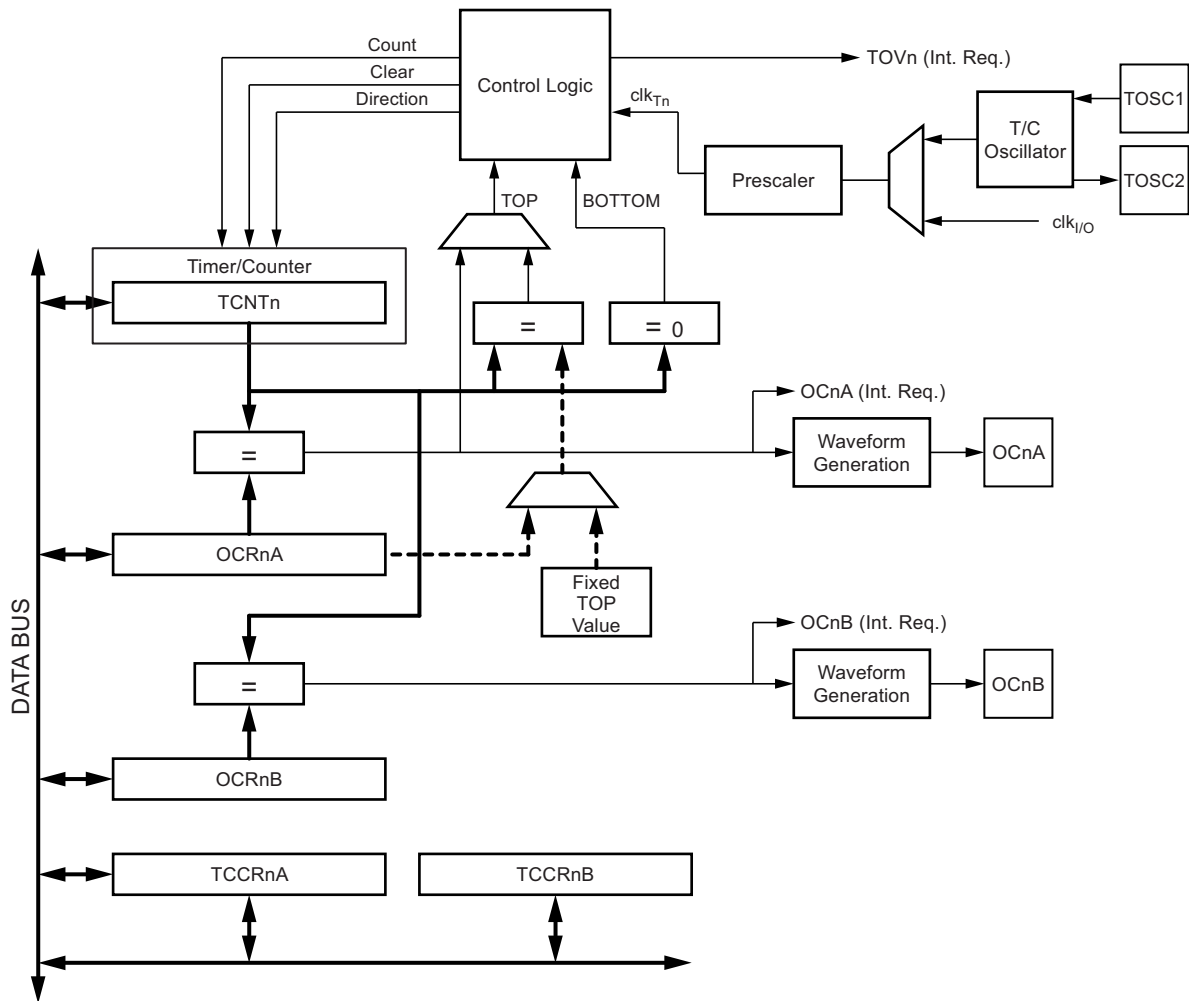 Count
Clear
Direction
Control Logic
TOVn (Int. Req.)
clkTn
TOSC1
T/C
Oscillator
TOSC2
Prescaler
clkI/O
TOP
BOTTOM
Timer/Counter
TCNTn
=
= 0
OCnA (Int. Req.)
=
Waveform
Generation
OCnA
OCRnA
Fixed
TOP
Value
DATA BUS
OCnB (Int. Req.)
=
Waveform
Generation
OCnB
OCRnB
TCCRnA
TCCRnB